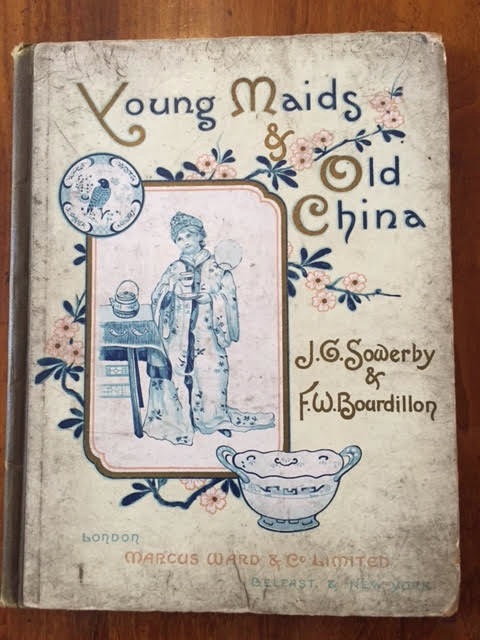 Young Maids
&
Old
China
J. G. Sowerby
&
F. W. Bourdillon
LONDON
MARCUS WARD & Co LIMITED
BELFAST, & NEW YORK